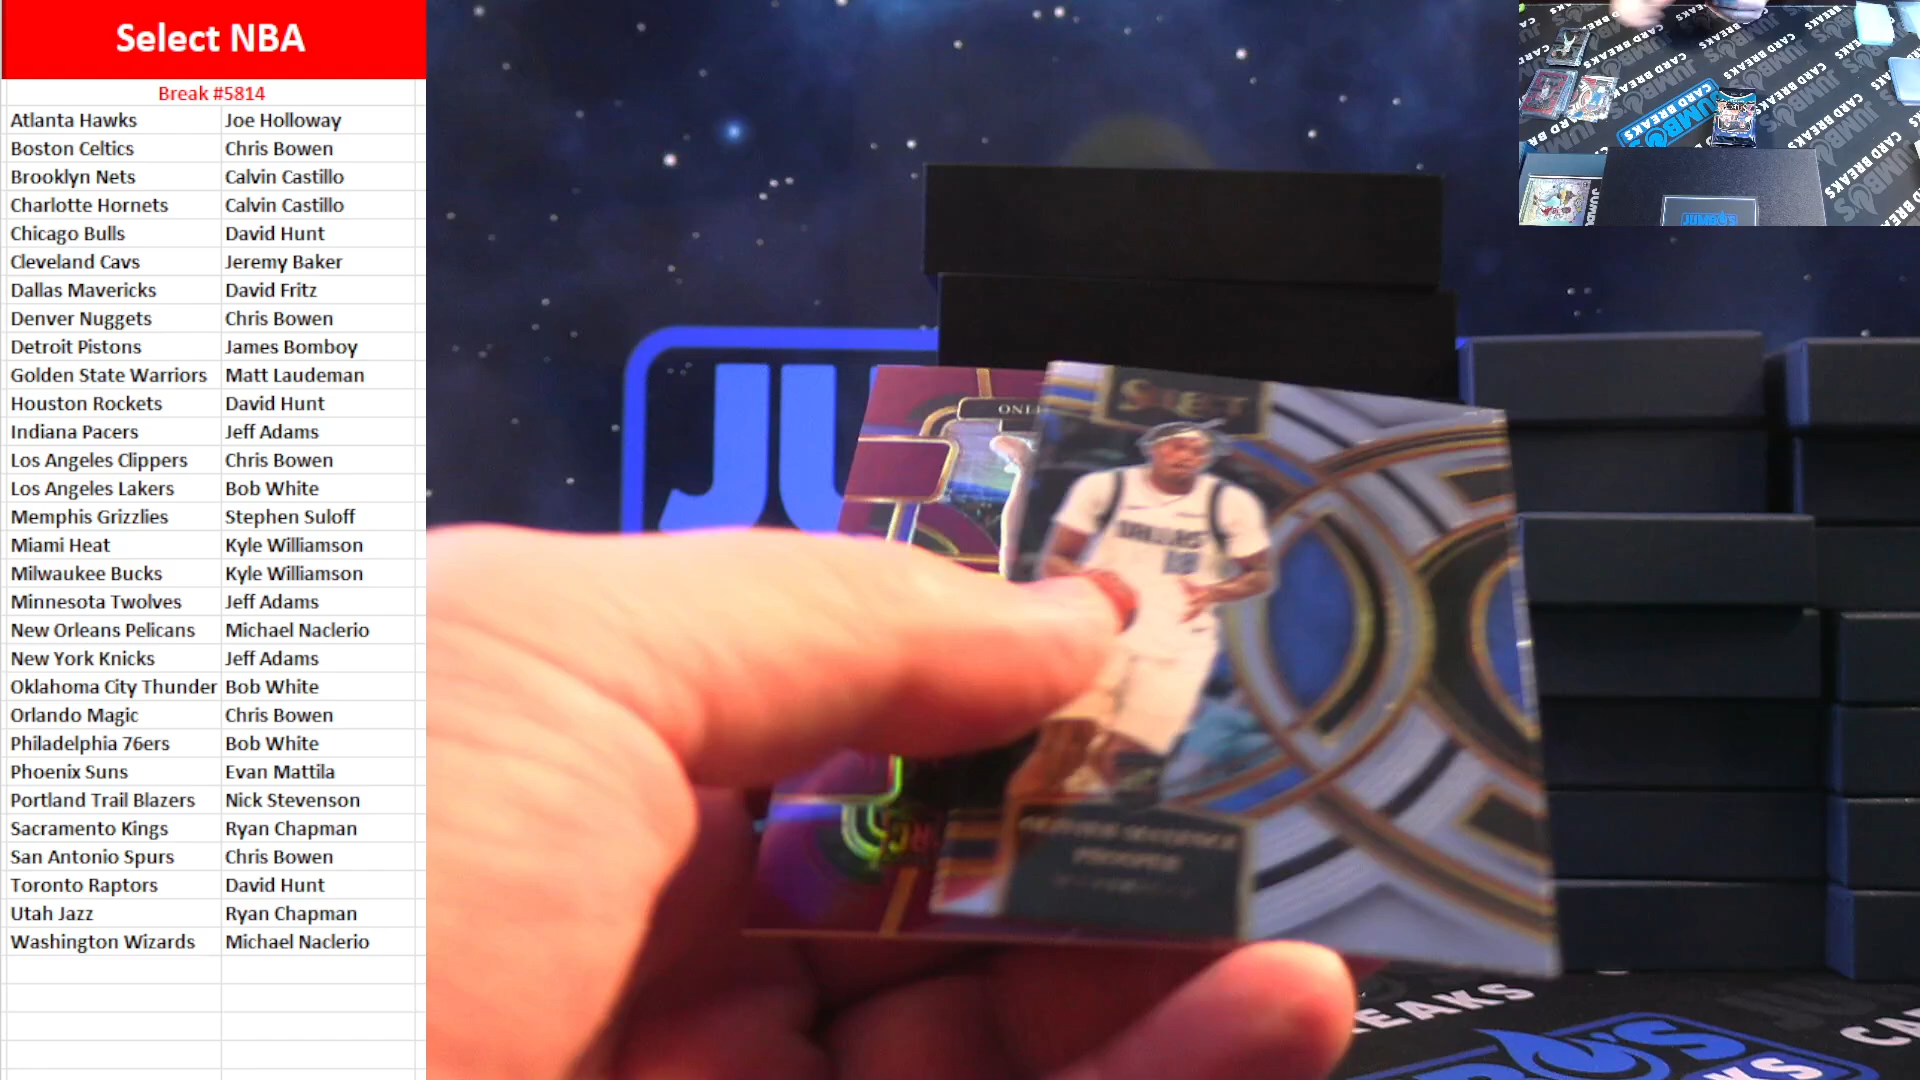 Select NBA
Break #5814
Atlanta Hawks Joe Holloway
Boston Celtics Chris Bowen
Brooklyn Nets Calvin Castillo
Charlotte Hornets Calvin Castillo
Chicago Bulls David Hunt
Cleveland Cavs Jeremy Baker
Dallas Mavericks David Fritz
Denver Nuggets Chris Bowen
Detroit Pistons James Bomboy
Golden State Warriors Matt Laudeman
Houston Rockets David Hunt
Indiana Pacers Jeff Adams
Los Angeles Clippers Chris Bowen
Los Angeles Lakers Bob White
Memphis Grizzlies Stephen Suloff
Miami Heat Kyle Williamson
Milwaukee Bucks Kyle Williamson
Minnesota Twolves Jeff Adams
New Orleans Pelicans Michael Naclerio
New York Knicks Jeff Adams
Oklahoma City Thunder Bob White
Orlando Magic Chris Bowen
Philadelphia 76ers Bob White
Phoenix Suns Evan Mattila
Portland Trail Blazers Nick Stevenson
Sacramento Kings Ryan Chapman
San Antonio Spurs Chris Bowen
Toronto Raptors David Hunt
Utah Jazz Ryan Chapman
Washington Wizards Michael Naclerio
JUMBO'S
CARD BREAKS
JU
SELECT
DALLAS
18
PROSPER